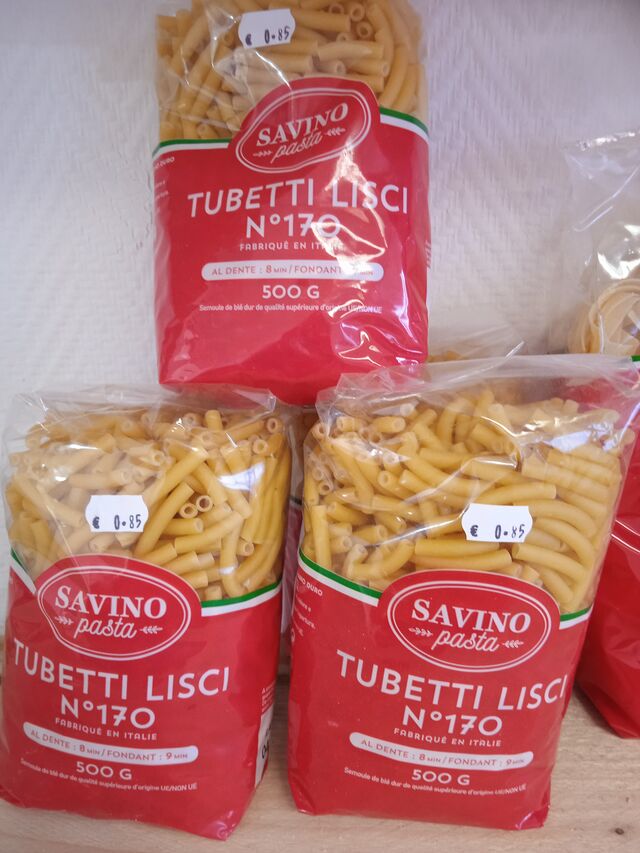 € 0.85
SAVINO
pasta
TUBETTI LISCI
N°170
FABRIQUÉ EN ITALIE
AL DENTE : 8 MIN / FONDANT MIN
500 G
Semoule de blé dur de qualité supérieure d'origine UE/NON UE
€ 0.85
SAVINO
pasta
TUBETTI LISCI
N°170
FABRIQUÉ EN ITALIE
AL DENTE : 8 MIN / FONDANT : 9 MIN
500 G
Semoule de blé dur de qualité supérieure d'origine UE/NON UE
€ 0.85
DURO
SAVINO
pasta
TUBETTI LISCI
N°170
FABRIQUÉ EN ITALIE
AL DENTE : 8 MIN / FONDANT : 9 MIN
500 G
Semoule de blé dur de qualité supérieure d'origine UE/NON UE